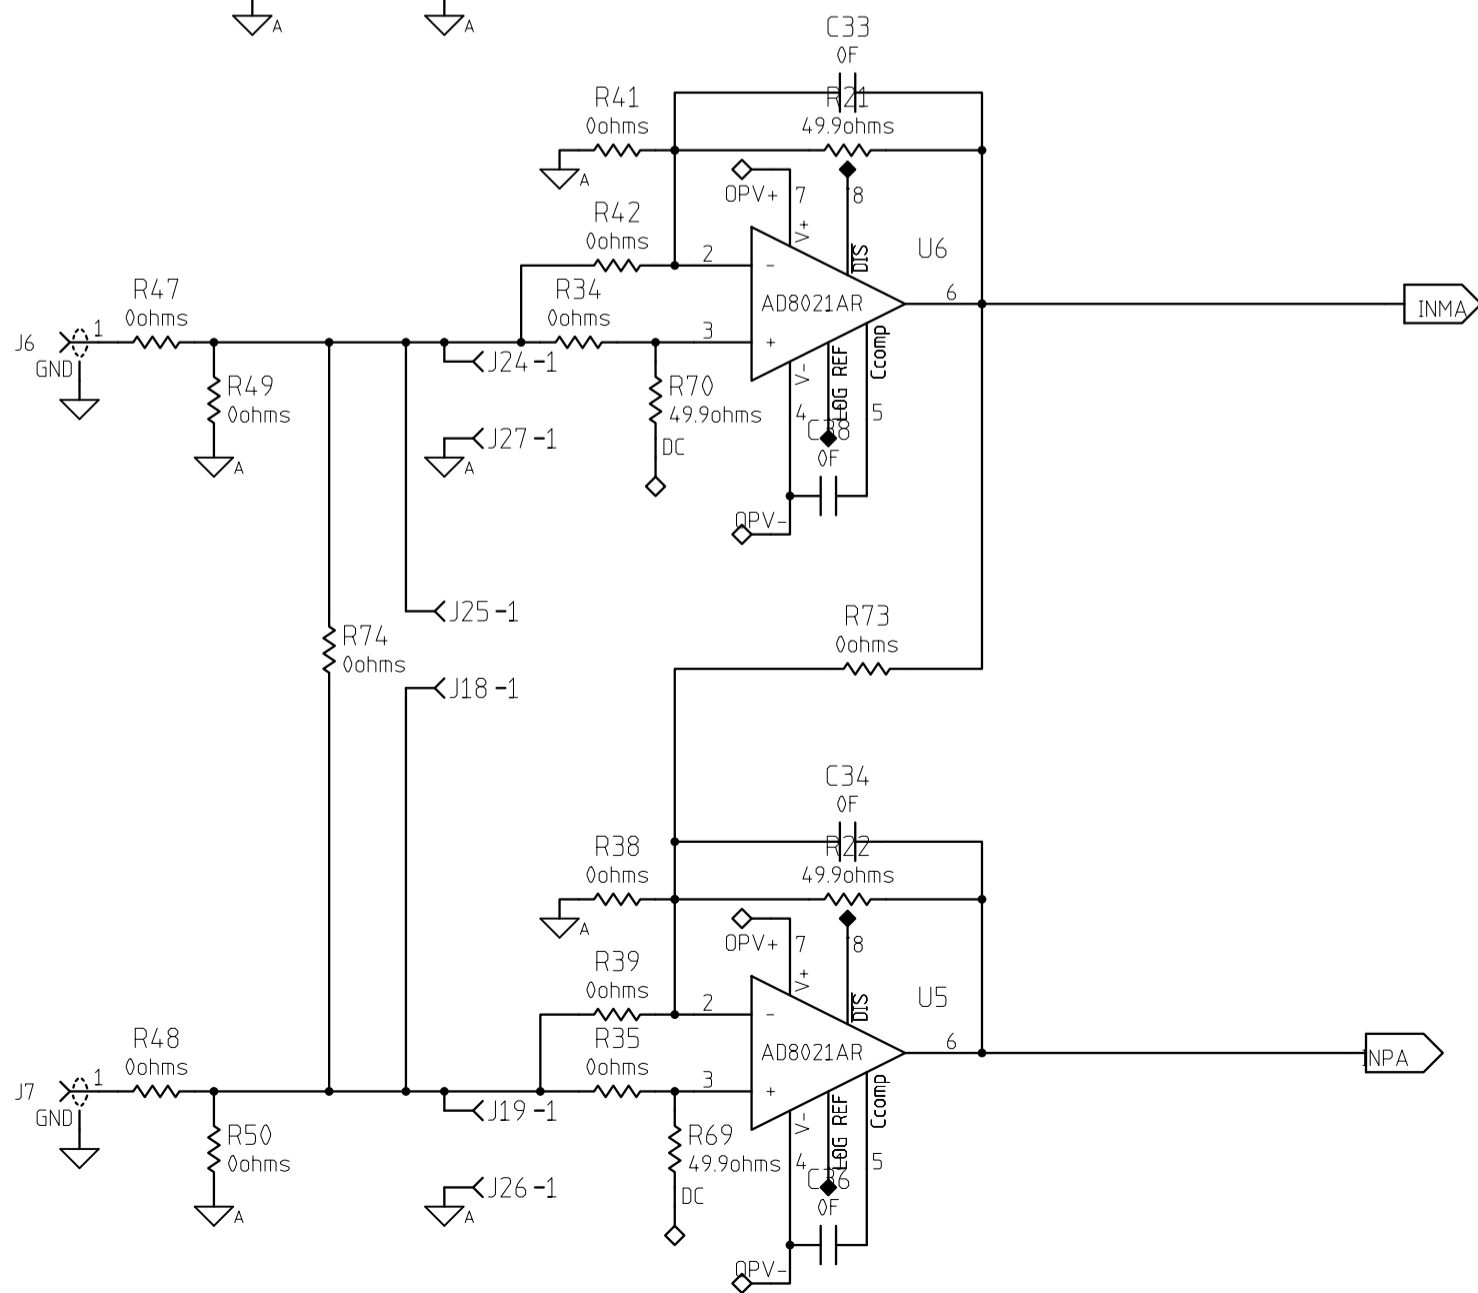 A
A
C33
0F
R41
0ohms
R21
49.9ohms
A
OPV+
7
8
R42
0ohms
V+
DIS
U6
2
-
R47
0ohms
R34
0ohms
AD8021AR
6
INMA
J6
1
3
+
GND
J24-1
V-
LOG REF
Ccomp
R49
0ohms
R70
49.9ohms
4
5
C38
J27-1
DC
0F
A
A
OPV-
J25-1
R73
0ohms
R74
0ohms
J18-1
C34
0F
R38
0ohms
R22
49.9ohms
A
OPV+
7
8
R39
0ohms
V+
DIS
U5
2
-
R48
0ohms
R35
0ohms
AD8021AR
6
NPA
J7
1
3
+
GND
J19-1
V-
LOG REF
Ccomp
R50
0ohms
R69
49.9ohms
4
5
C36
J26-1
DC
0F
A
A
OPV-